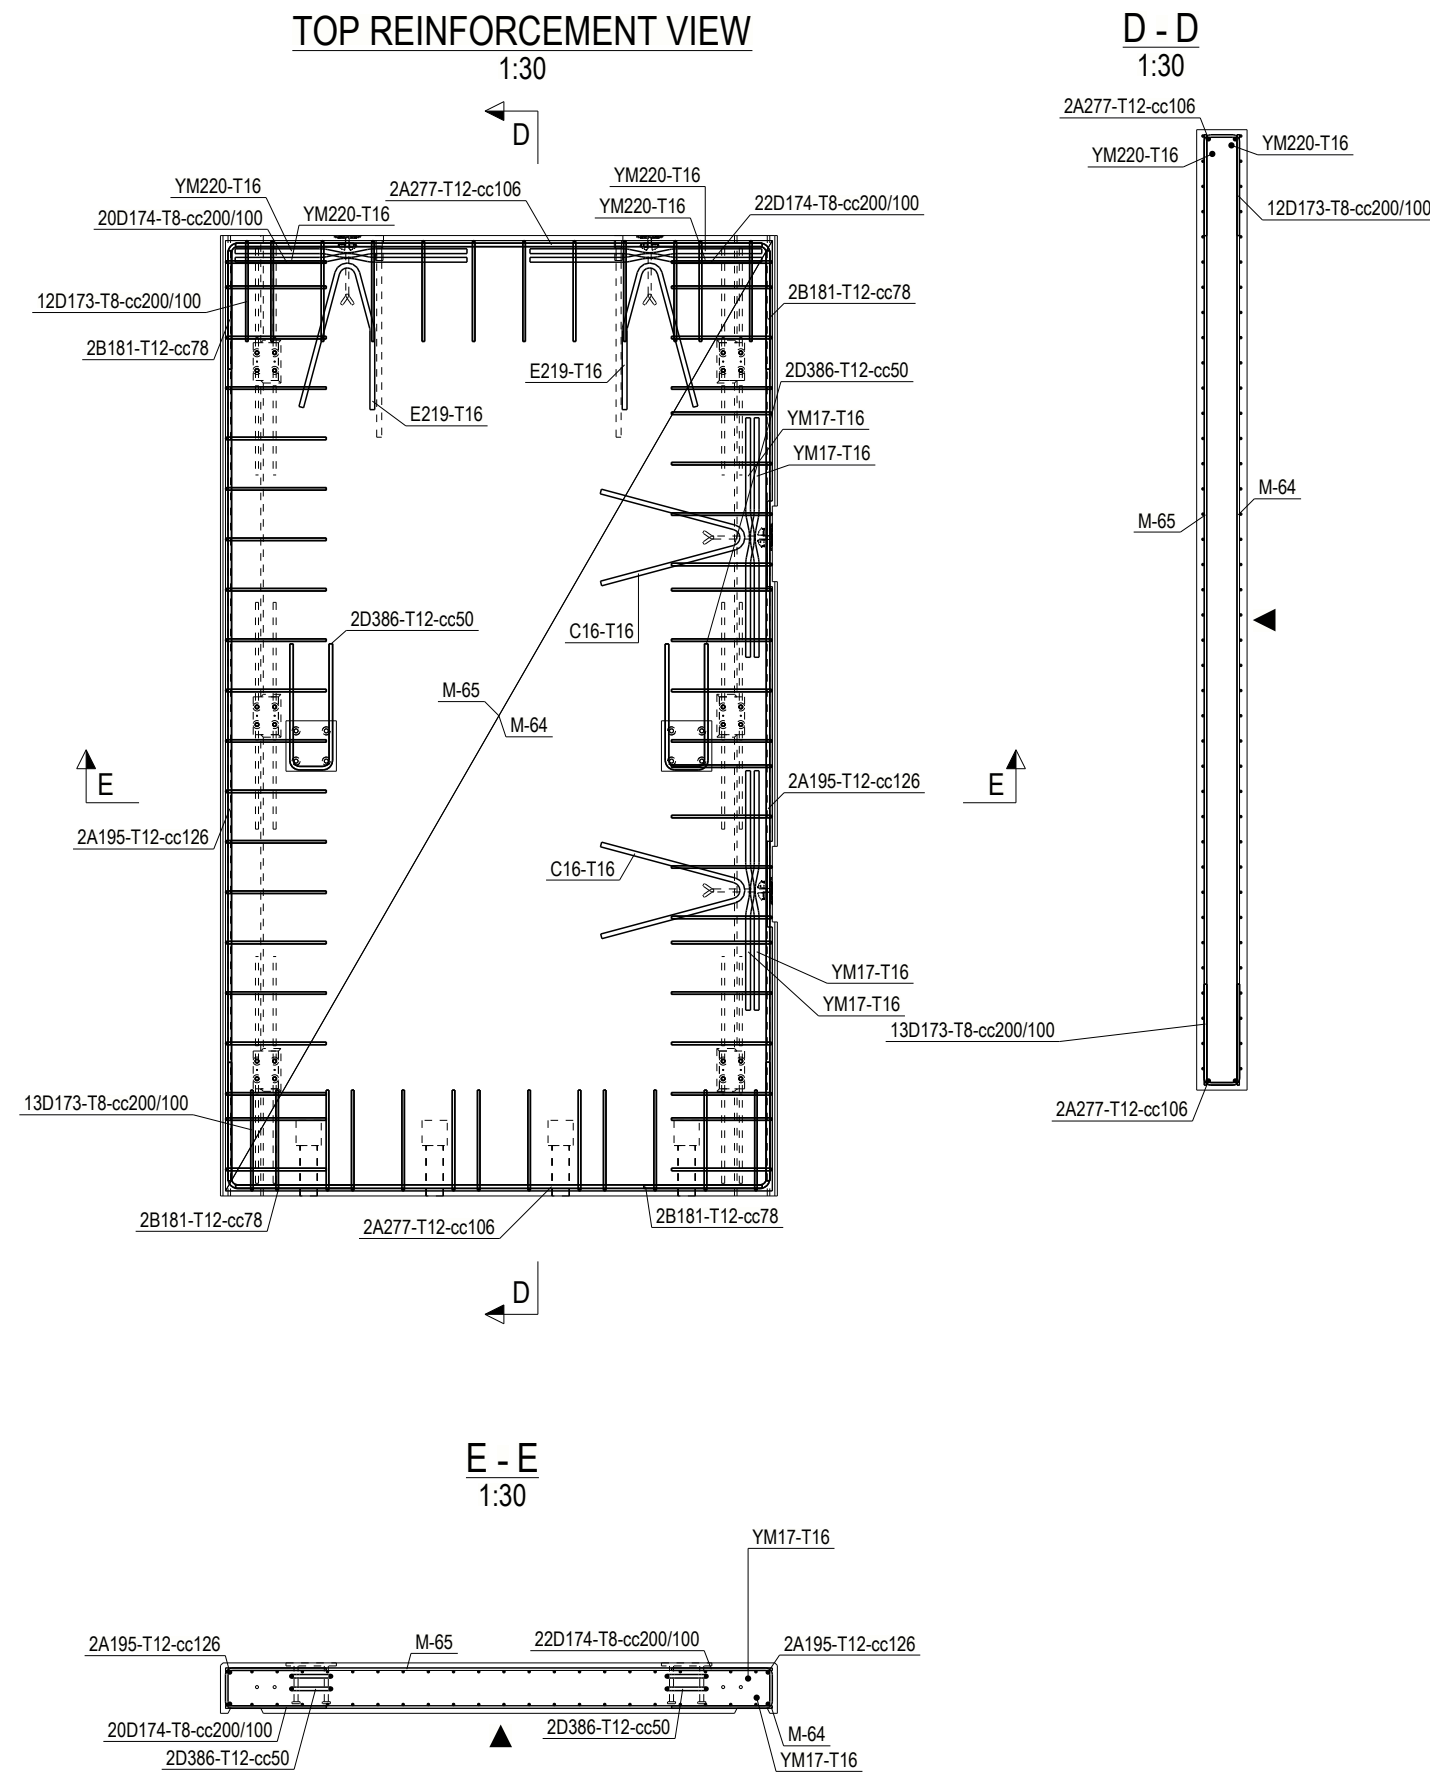 TOP REINFORCEMENT VIEW
1:30
D
YM220-T16
20D174-T8-cc200/100
YM220-T16
2A277-T12-cc106
YM220-T16
YM220-T16
22D174-T8-cc200/100
12D173-T8-cc200/100
2B181-T12-cc78
2B181-T12-cc78
E219-T16
E219-T16
2D386-T12-cc50
YM17-T16
YM17-T16
C16-T16
2D386-T12-cc50
M-65
M-64
E
E
2A195-T12-cc126
2A195-T12-cc126
C16-T16
YM17-T16
YM17-T16
13D173-T8-cc200/100
2B181-T12-cc78
2A277-T12-cc106
2B181-T12-cc78
D
D - D
1:30
2A277-T12-cc106
YM220-T16
YM220-T16
12D173-T8-cc200/100
M-64
M-65
13D173-T8-cc200/100
2A277-T12-cc106
E - E
1:30
YM17-T16
2A195-T12-cc126
M-65
22D174-T8-cc200/100
2A195-T12-cc126
20D174-T8-cc200/100
2D386-T12-cc50
2D386-T12-cc50
M-64
YM17-T16